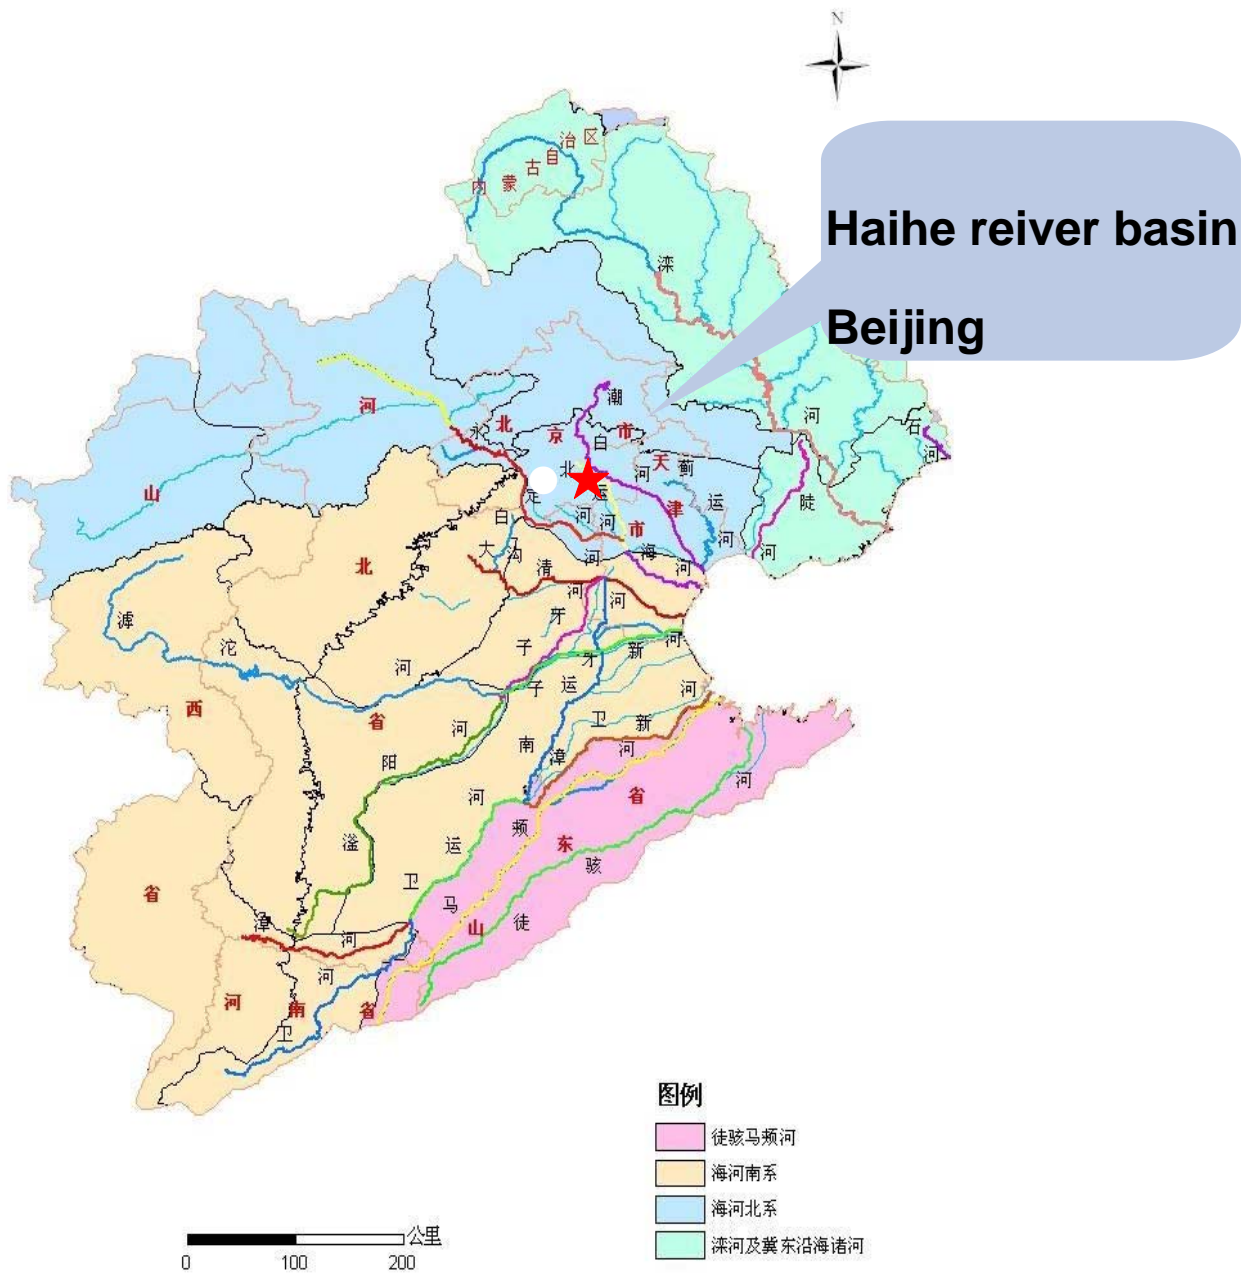 N
内蒙古自治区
Haihe reiver basin
Beijing
滦河
潮白河
北京市
永定河
北运河
蓟运河
天津市
陡河
石河
海河
山西省
河北省
白沟河
大清河
滹沱河
子牙河
子牙新河
南运河
漳卫新河
滏阳河
卫运河
马颊河
徒骇河
山东省
漳河
卫河
河南省
图例
徒骇马颊河
海河南系
海河北系
滦河及冀东沿海诸河
公里
0 100 200